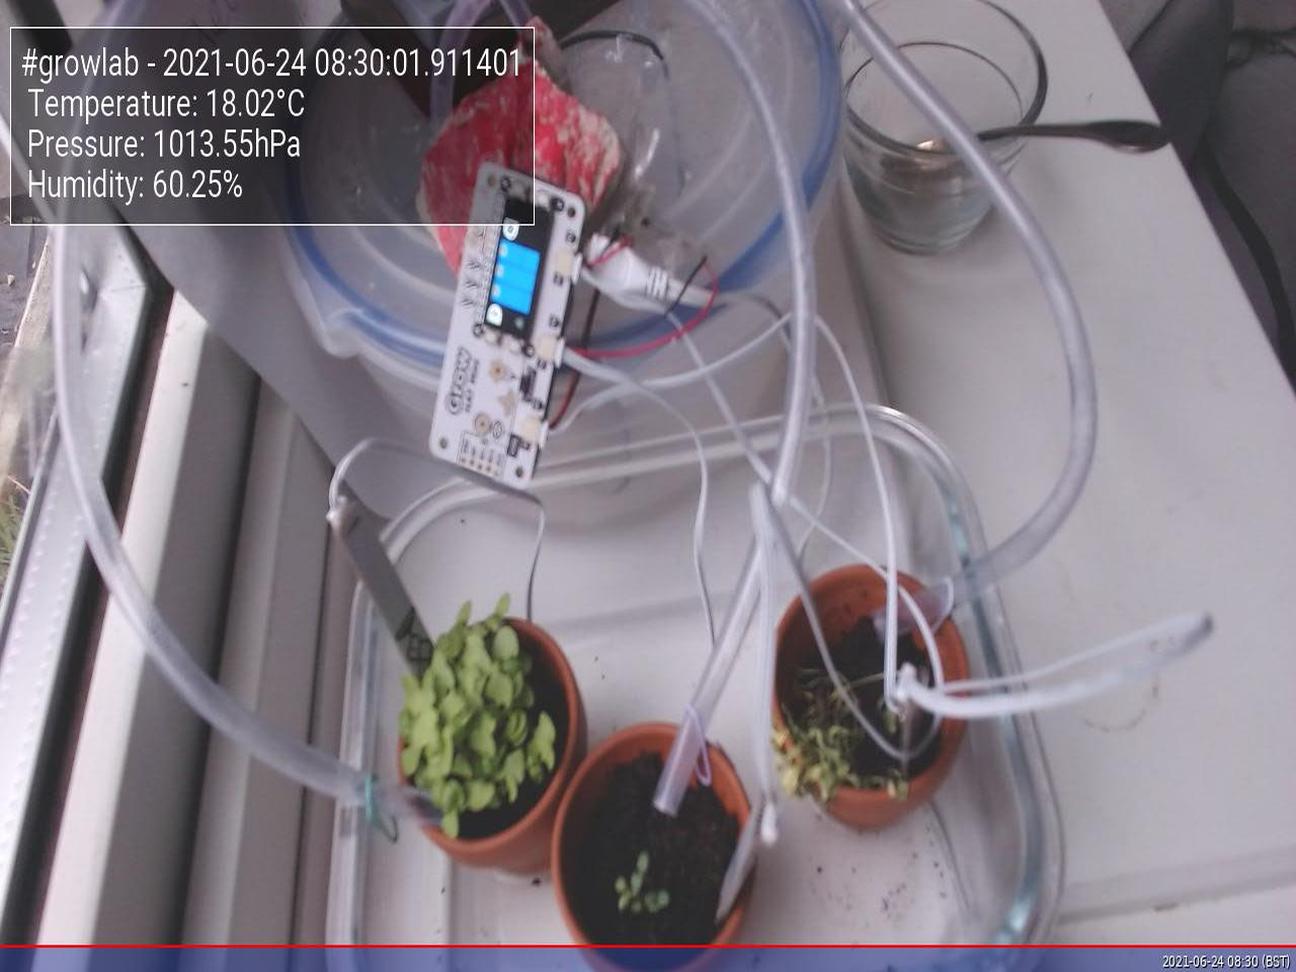 #growlab - 2021-06-24 08:30:01.911401
Temperature: 18.02°C
Pressure: 1013.55hPa
Humidity: 60.25%
GROW
2021-06-24 08:30 (BST)